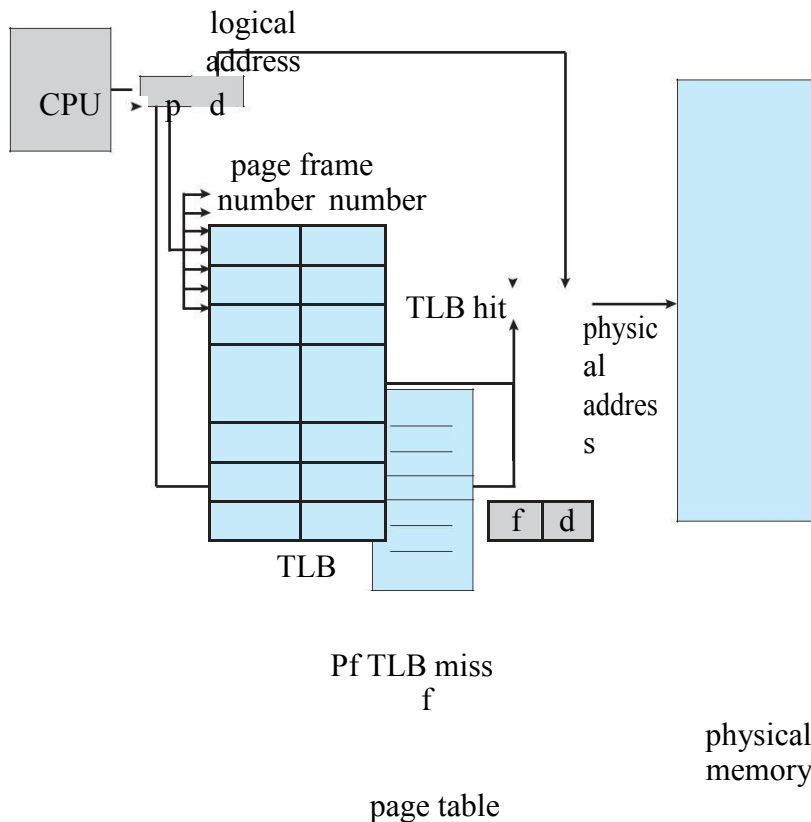 logical
address
CPU
p d
page frame
number number
TLB hit
physic
al
addres
s
f d
TLB
Pf TLB miss
f
physical
memory
page table